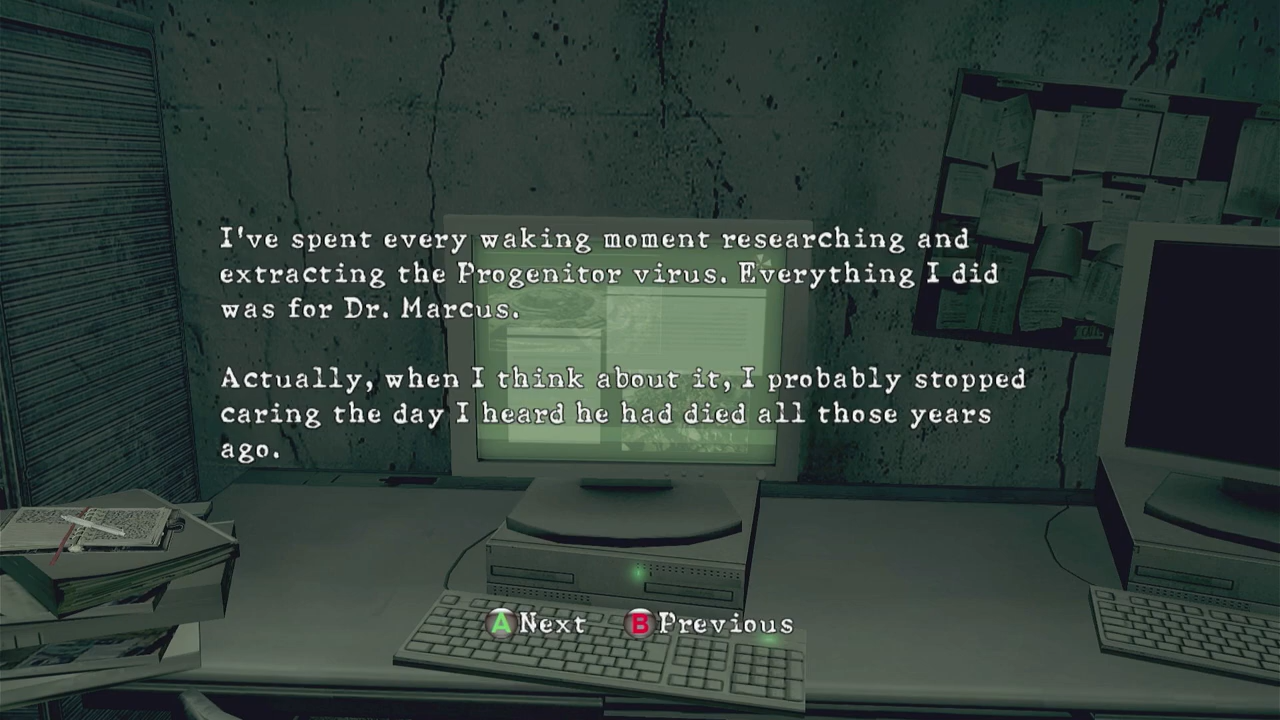 I've spent every waking moment researching and
extracting the Progenitor virus. Everything I did
was for Dr. Marcus.
Actually, when I think about it, I probably stopped
caring the day I heard he had died all those years
ago.
A Next B Previous